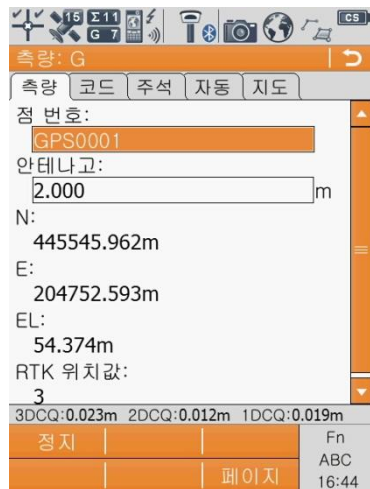 15 Σ11 CS
G 7
측량: G
측량 코드 주석 자동 지도
점 번호:
GPS0001
안테나고:
2.000 m
N:
445545.962m
E:
204752.593m
EL:
54.374m
RTK 위치값:
3
3DCQ:0.023m 2DCQ:0.012m 1DCQ:0.019m
정지 Fn
ABC
페이지 16:44